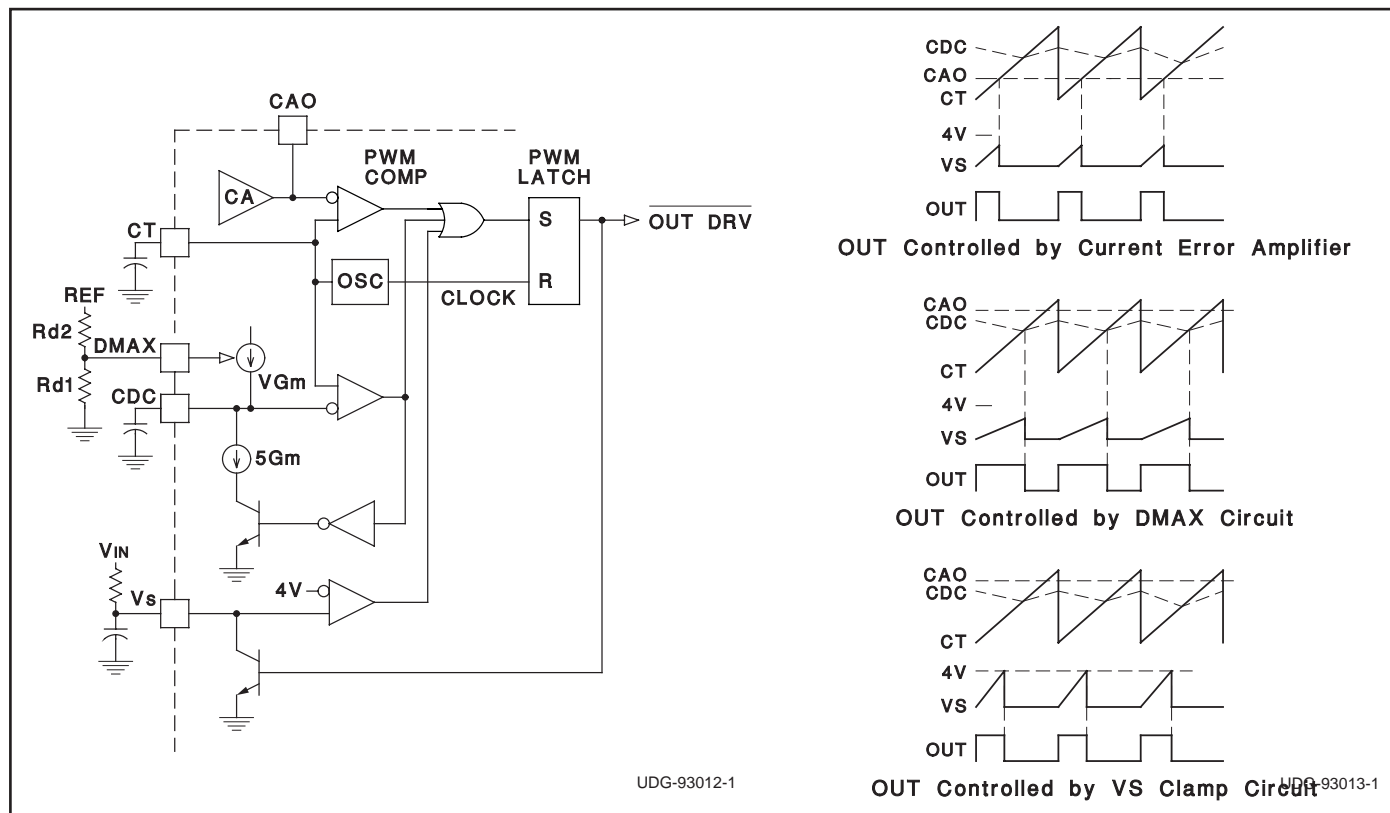 CAO
PWM
COMP
PWM
LATCH
CA
CT
S
R
OUT DRV
OSC
CLOCK
REF
Rd2
DMAX
Rd1
VGm
CDC
5Gm
VIN
Vs
4V
UDG-93012-1
CDC
CAO
CT
4V
VS
OUT
OUT Controlled by Current Error Amplifier
CAO
CDC
CT
4V
VS
OUT
OUT Controlled by DMAX Circuit
CAO
CDC
CT
4V
VS
OUT
OUT Controlled by VS Clamp Circuit
UDG-93013-1